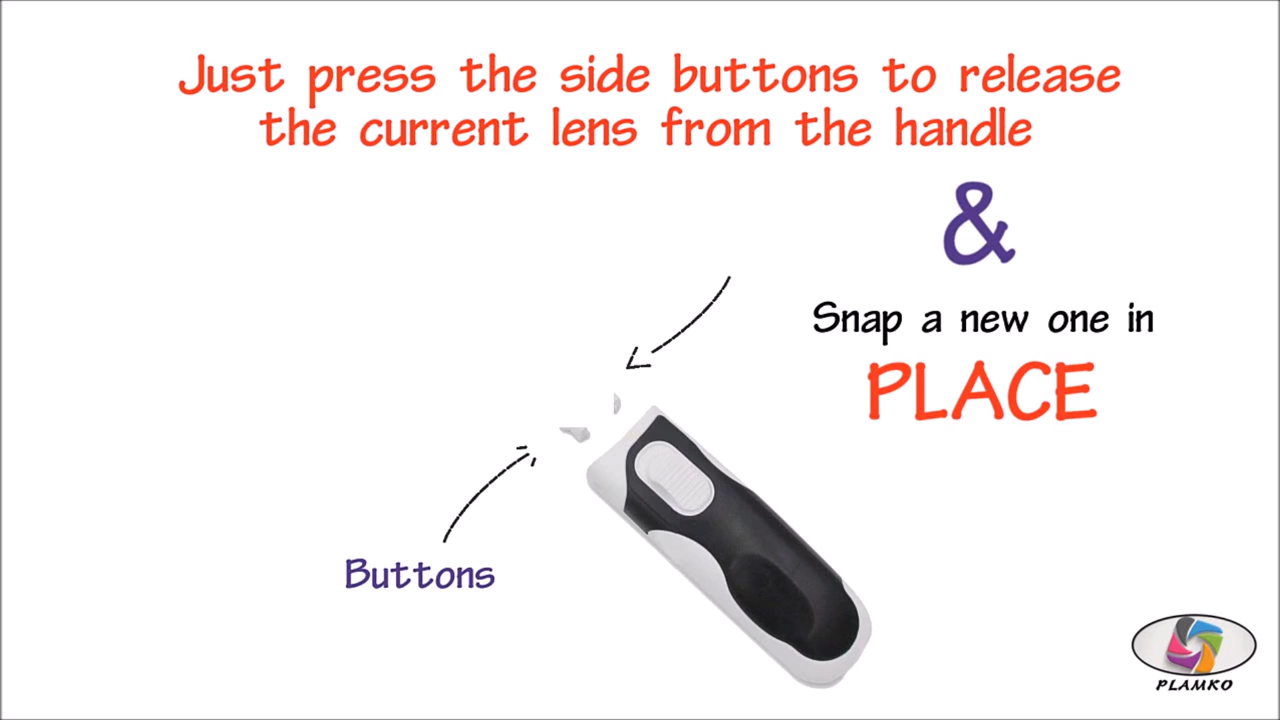 Just press the side buttons to release
the current lens from the handle
&
Snap a new one in
PLACE
Buttons
PLAMKO